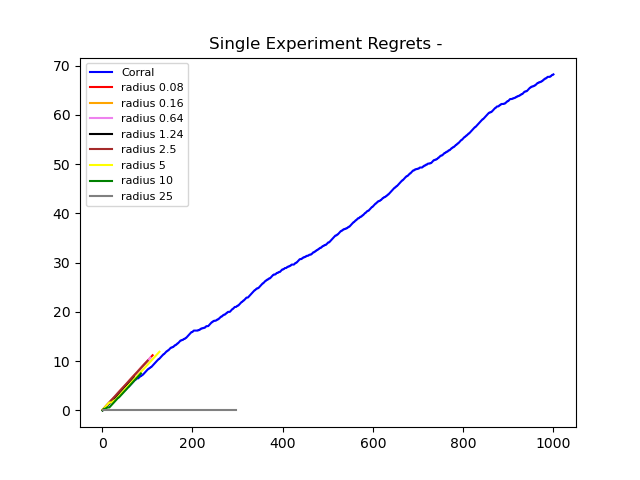 Single Experiment Regrets -
70
60
50
40
30
20
10
0
Corral
radius 0.08
radius 0.16
radius 0.64
radius 1.24
radius 2.5
radius 5
radius 10
radius 25
0 200 400 600 800 1000